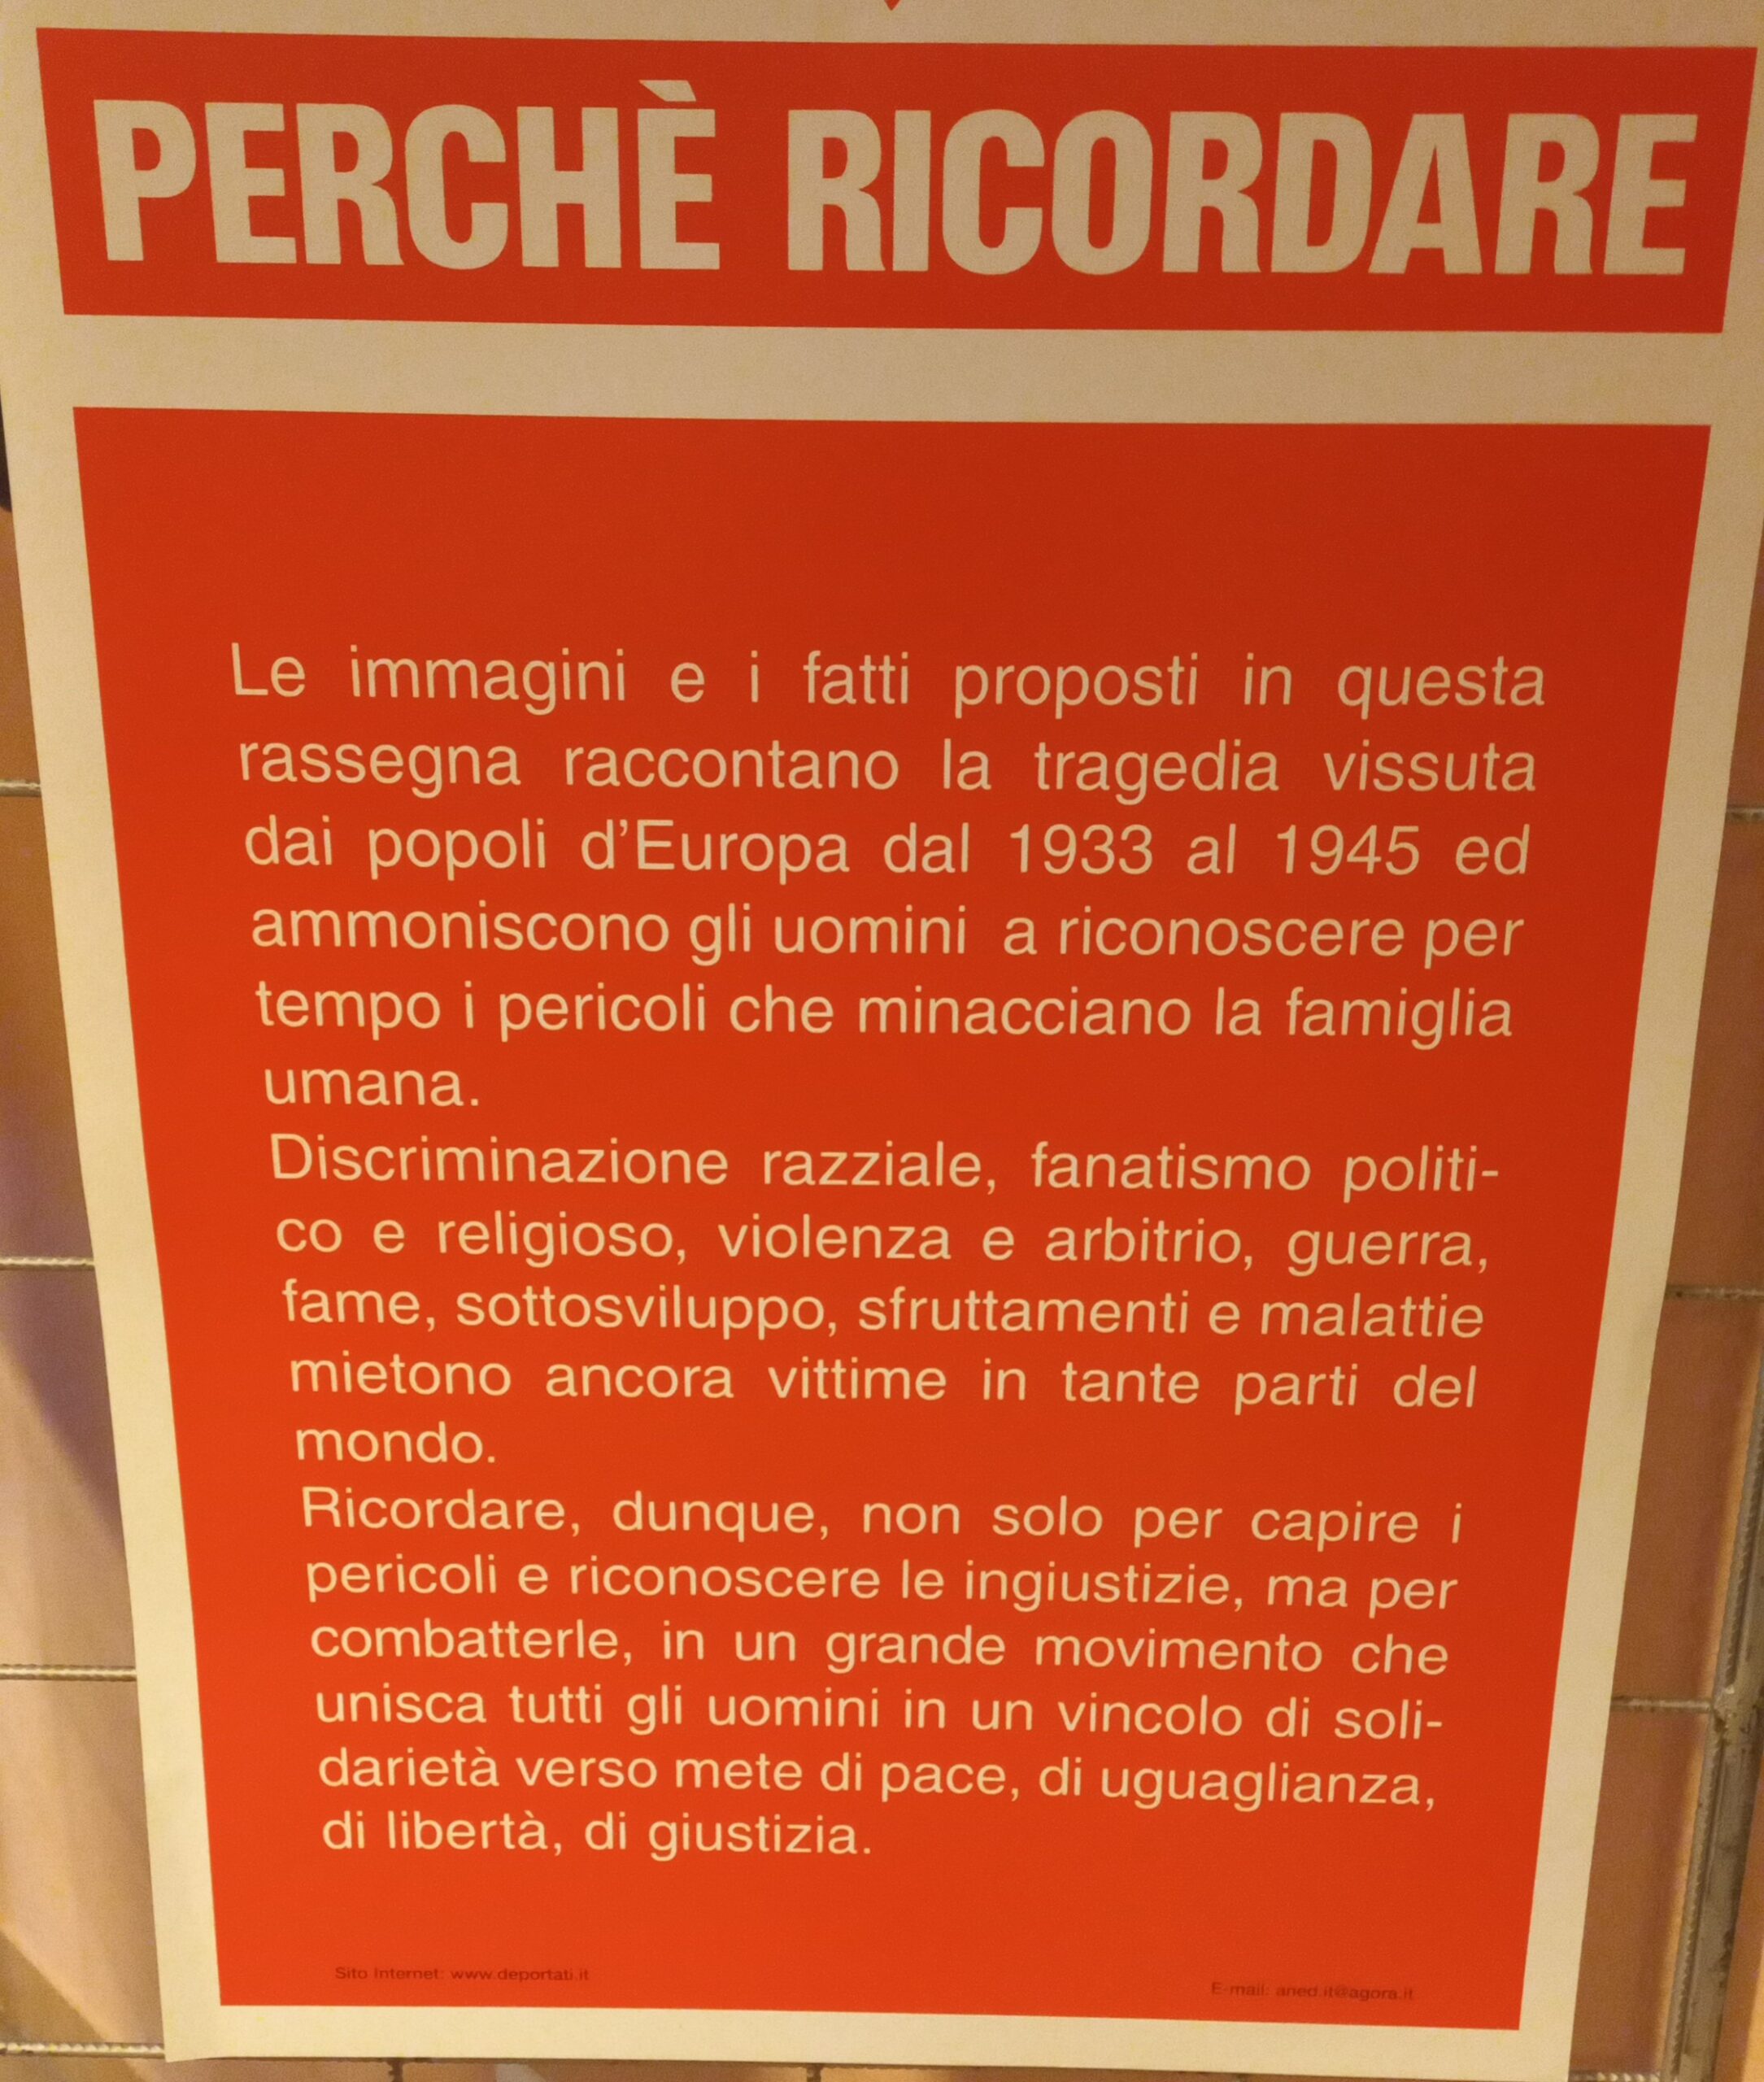 PERCHÈ RICORDARE
Le immagini e i fatti proposti in questa
rassegna raccontano la tragedia vissuta
dai popoli d'Europa dal 1933 al 1945 ed
ammoniscono gli uomini a riconoscere per
tempo i pericoli che minacciano la famiglia
umana.
Discriminazione razziale, fanatismo politi-
co e religioso, violenza e arbitrio, guerra,
fame, sottosviluppo, sfruttamenti e malattie
mietono ancora vittime in tante parti del
mondo.
Ricordare, dunque, non solo per capire i
pericoli e riconoscere le ingiustizie, ma per
combatterle, in un grande movimento che
unisca tutti gli uomini in un vincolo di soli-
darietà verso mete di pace, di uguaglianza,
di libertà, di giustizia.
Sito Internet: www.deportati.it
E-mail: aned.it@agora.it